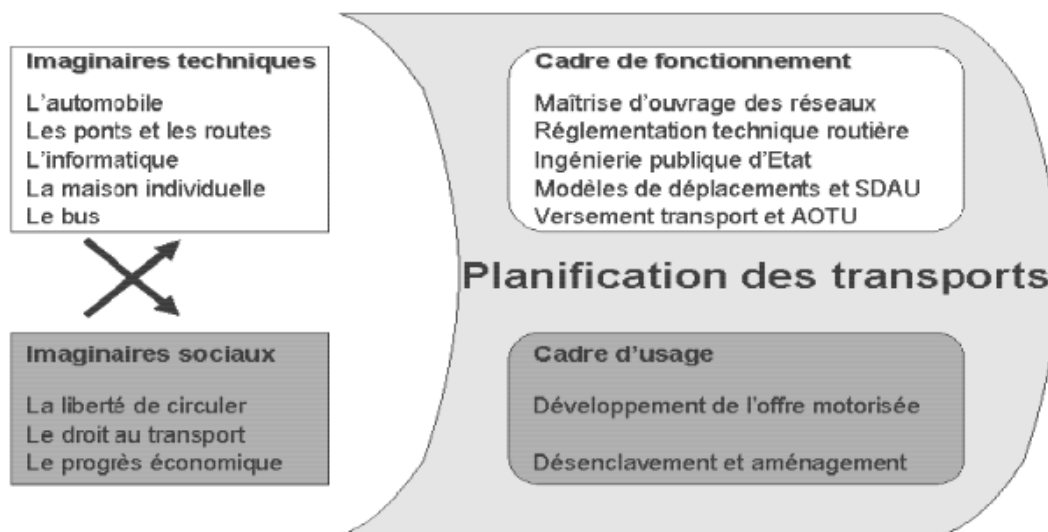 Imaginaires techniques
L'automobile
Les ponts et les routes
L'informatique
La maison individuelle
Le bus
Cadre de fonctionnement
Maîtrise d'ouvrage des réseaux
Réglementation technique routière
Ingénierie publique d'Etat
Modèles de déplacements et SDAU
Versement transport et AOTU
Planification des transports
Imaginaires sociaux
La liberté de circuler
Le droit au transport
Le progrès économique
Cadre d'usage
Développement de l'offre motorisée
Désenclavement et aménagement